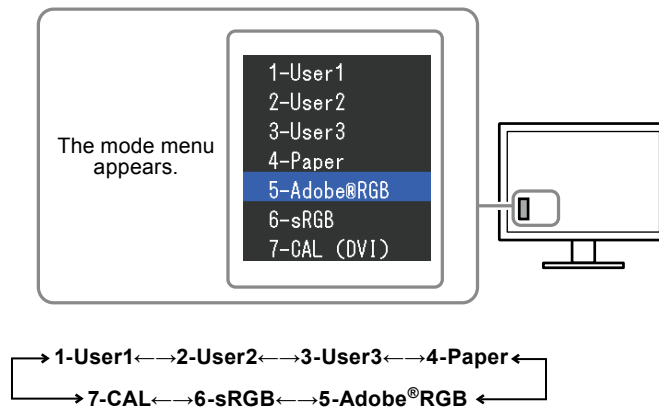 The mode menu
appears.
1-User1
2-User2
3-User3
4-Paper
5-Adobe®RGB
6-sRGB
7-CAL (DVI)
1-User1←→2-User2←→3-User3←→4-Paper
7-CAL←→6-sRGB←→5-Adobe®RGB